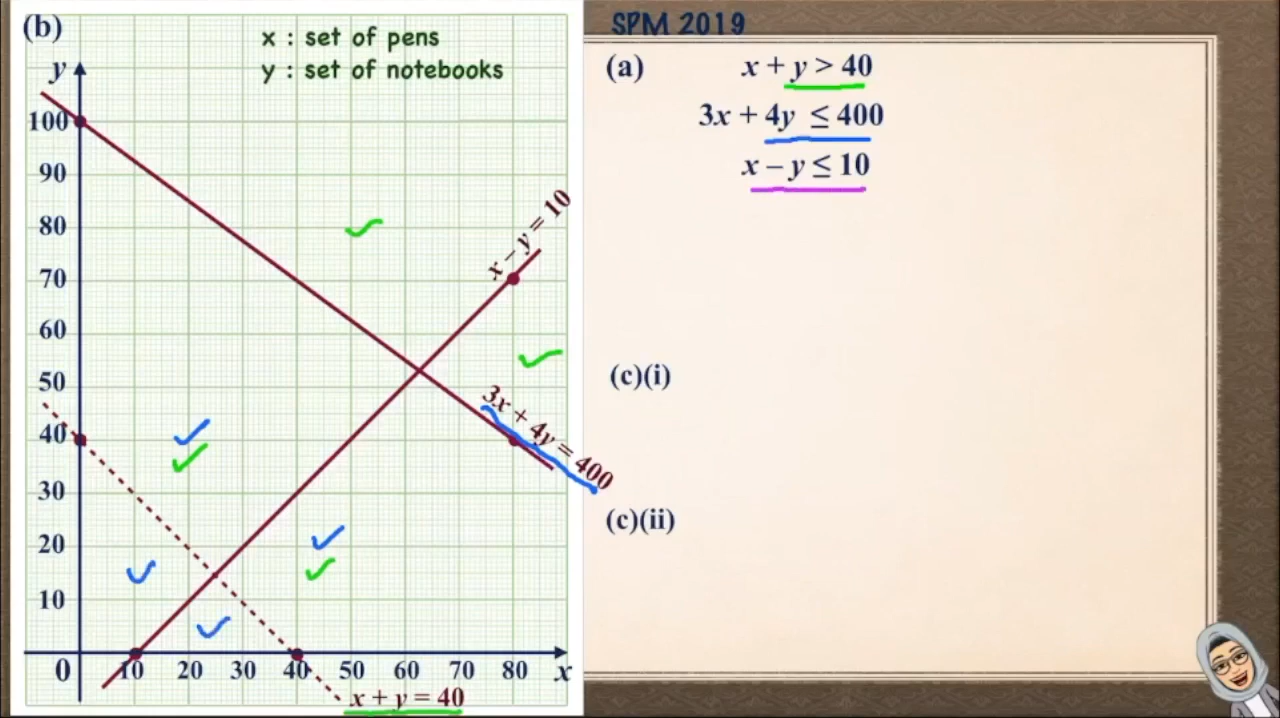 (b)
x : set of pens
y : set of notebooks
y
100
90
80
70
60
50
40
30
20
10
0
10 20 30 40 50 60 70 80 x
x – y = 10
3x + 4y = 400
x + y = 40
SPM 2019
(a) x + y > 40
3x + 4y ≤ 400
x – y ≤ 10
(c)(i)
(c)(ii)